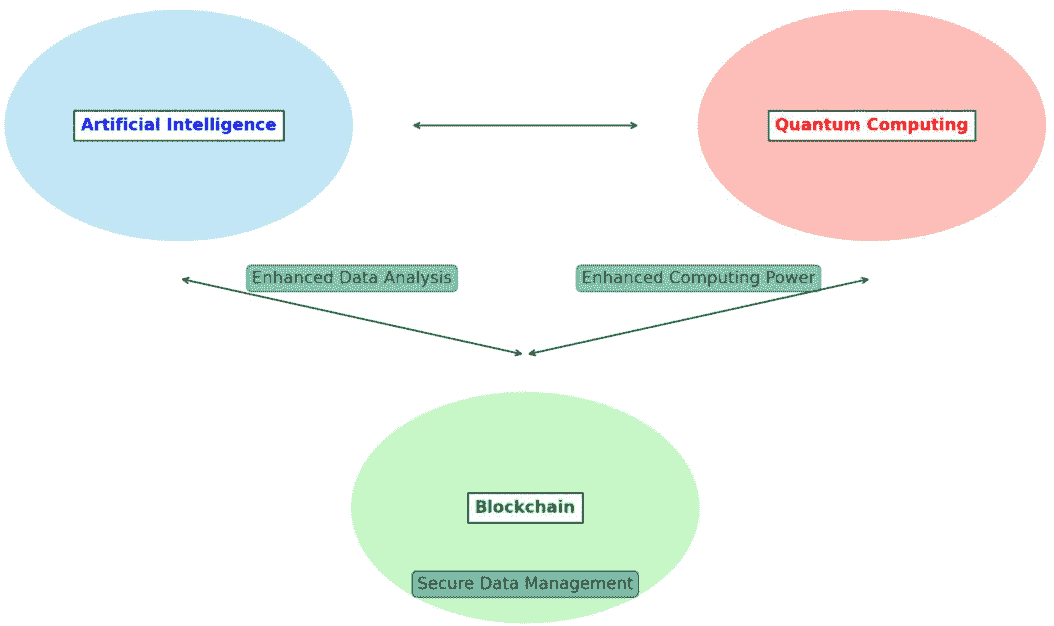 Artificial Intelligence
Quantum Computing
Enhanced Data Analysis
Enhanced Computing Power
Blockchain
Secure Data Management